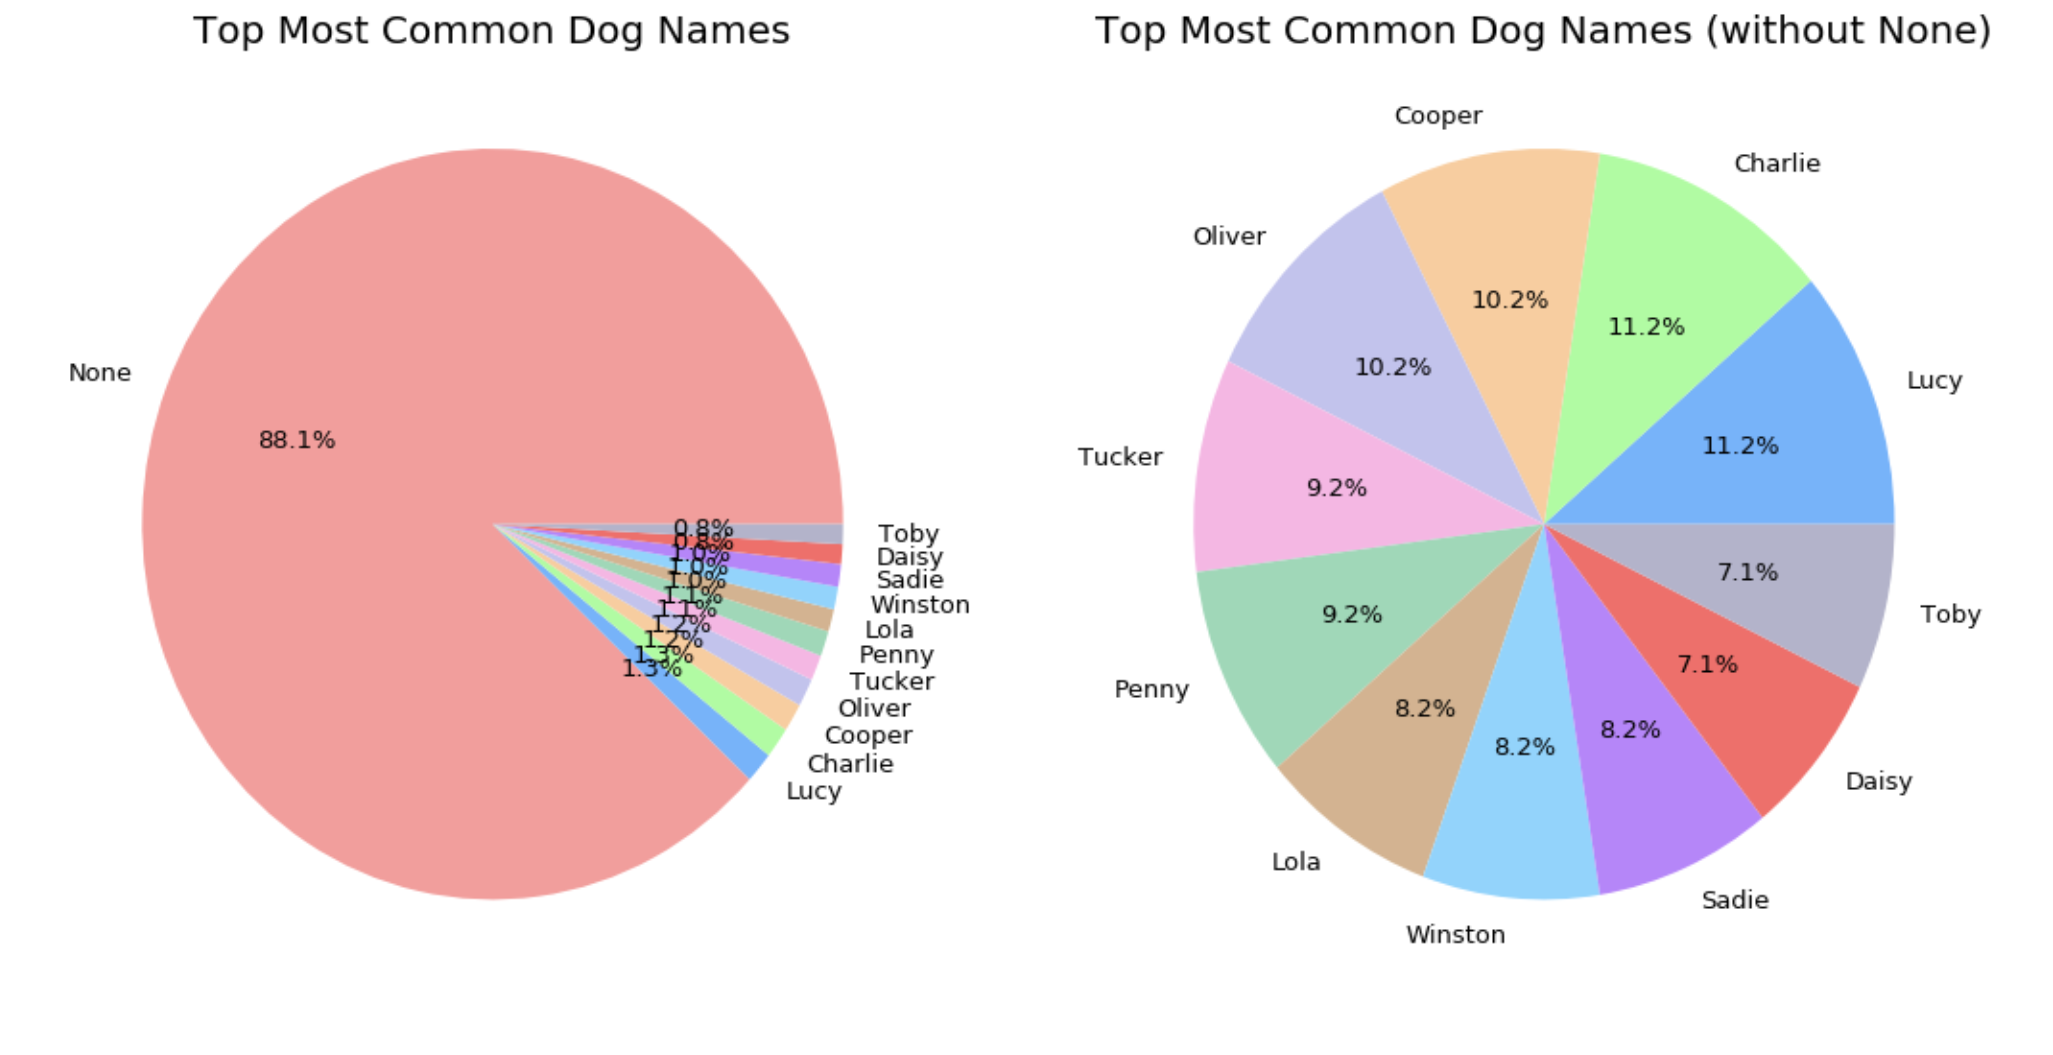 Top Most Common Dog Names
None
88.1%
0.8%
0.8%
1.0%
1.0%
1.0%
1.1%
1.1%
1.2%
1.2%
1.3%
1.3%
Toby
Daisy
Sadie
Winston
Lola
Penny
Tucker
Oliver
Cooper
Charlie
Lucy
Top Most Common Dog Names (without None)
Cooper
Charlie
Oliver
Lucy
Tucker
Toby
Penny
Daisy
Lola
Sadie
Winston
10.2%
11.2%
10.2%
11.2%
9.2%
7.1%
9.2%
7.1%
8.2%
8.2%
8.2%